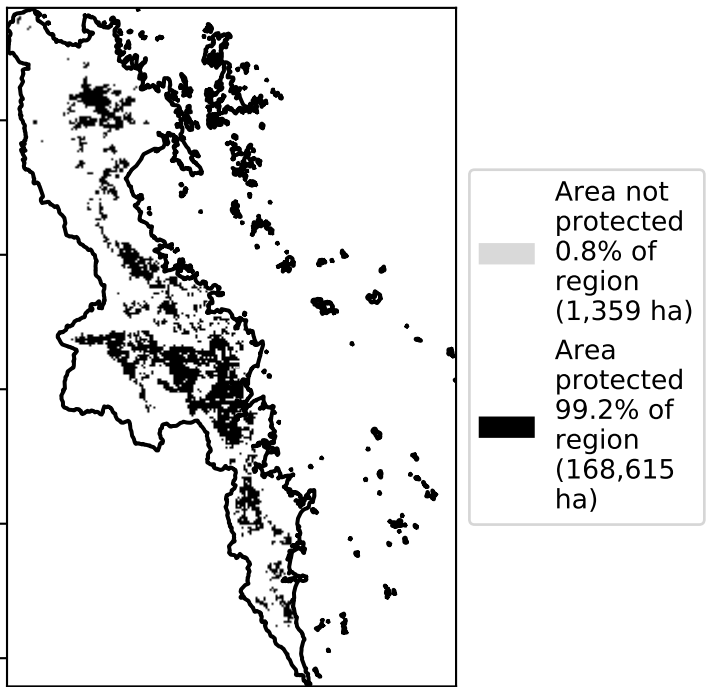 Area not
protected
0.8% of
region
(1,359 ha)
Area
protected
99.2% of
region
(168,615
ha)